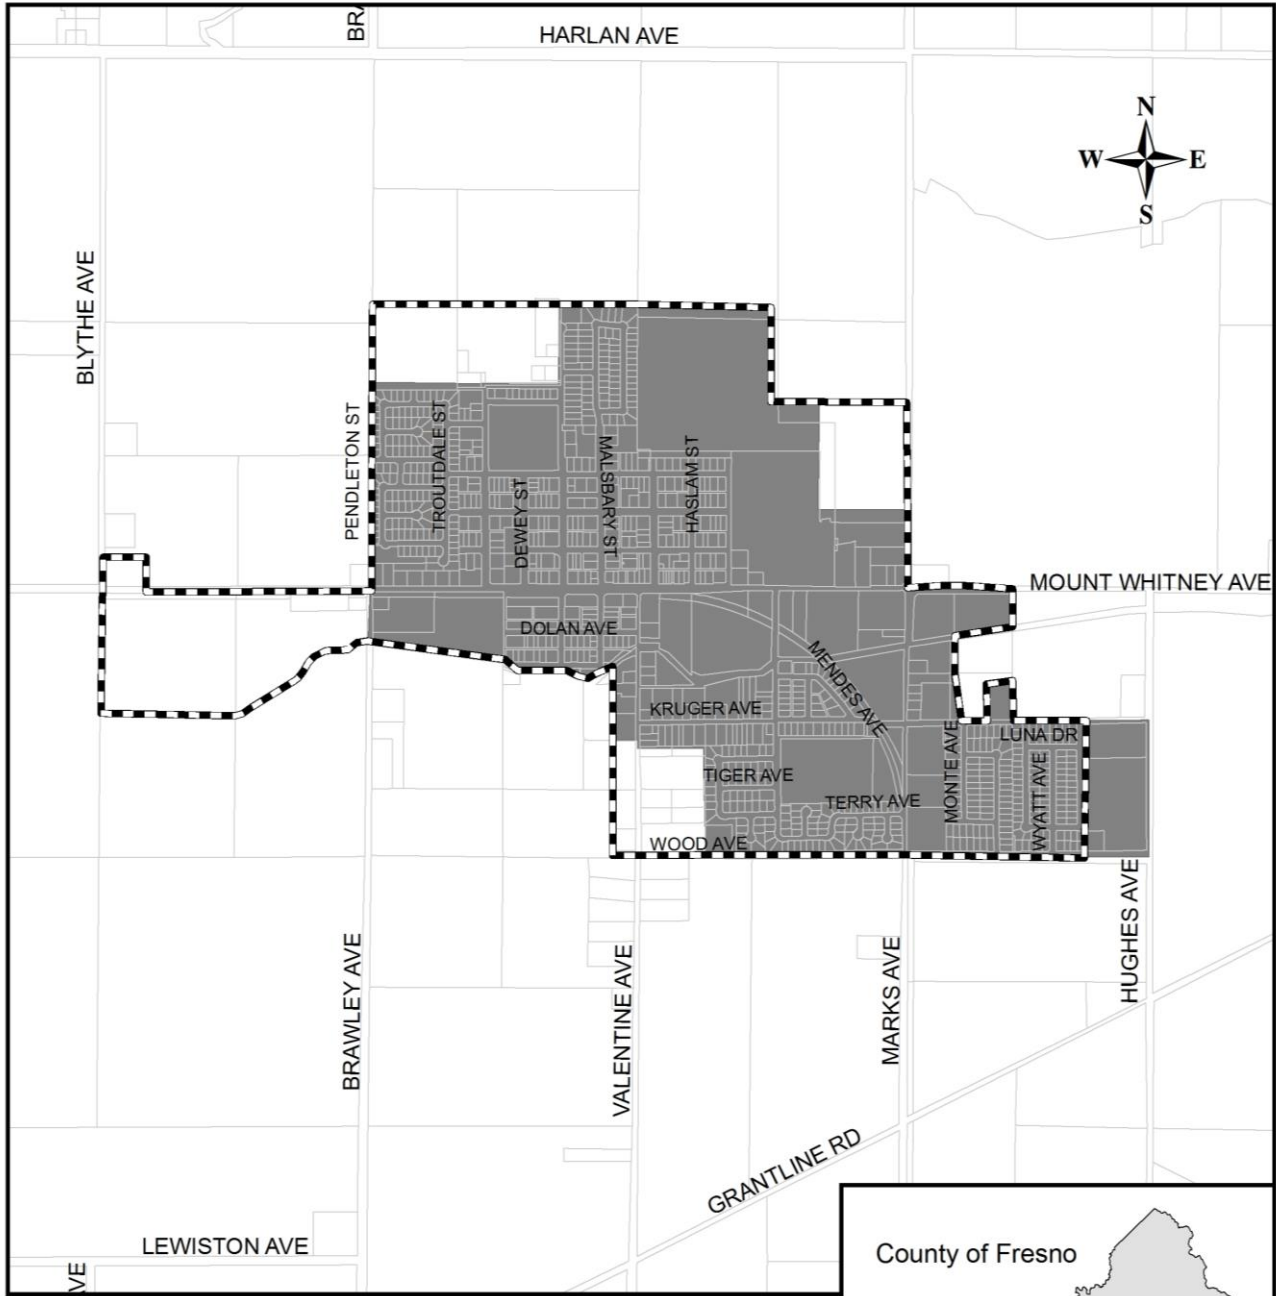 BRA
HARLAN AVE
N
W
E
S
BLYTHE AVE
PENDLETON ST
TROUTDALE ST
DEWEY ST
MALSBARY ST
HASLAM ST
MOUNT WHITNEY AVE
DOLAN AVE
MENDES AVE
KRUGER AVE
LUNA DR
TIGER AVE
MONTE AVE
WYATT AVE
TERRY AVE
WOOD AVE
HUGHES AVE
BRAWLEY AVE
VALENTINE AVE
MARKS AVE
GRANTLINE RD
LEWISTON AVE
VE
County of Fresno